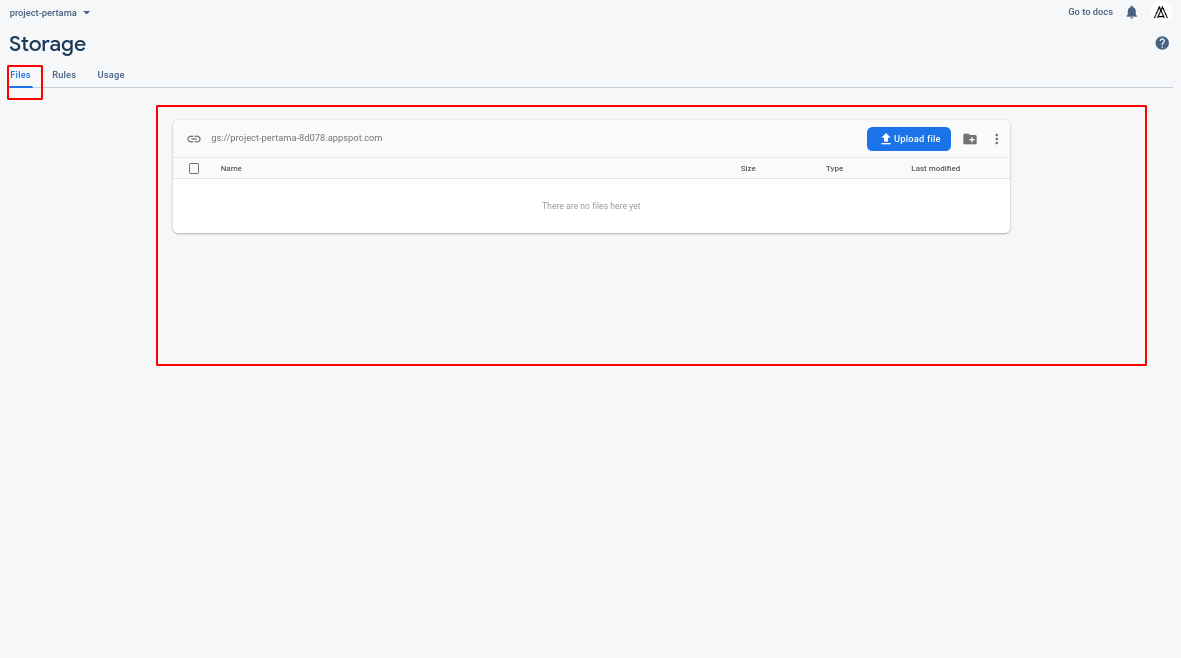 project-pertama
Go to docs
Storage
Files Rules Usage
gs://project-pertama-8d078.appspot.com
Upload file
Name Size Type Last modified
There are no files here yet